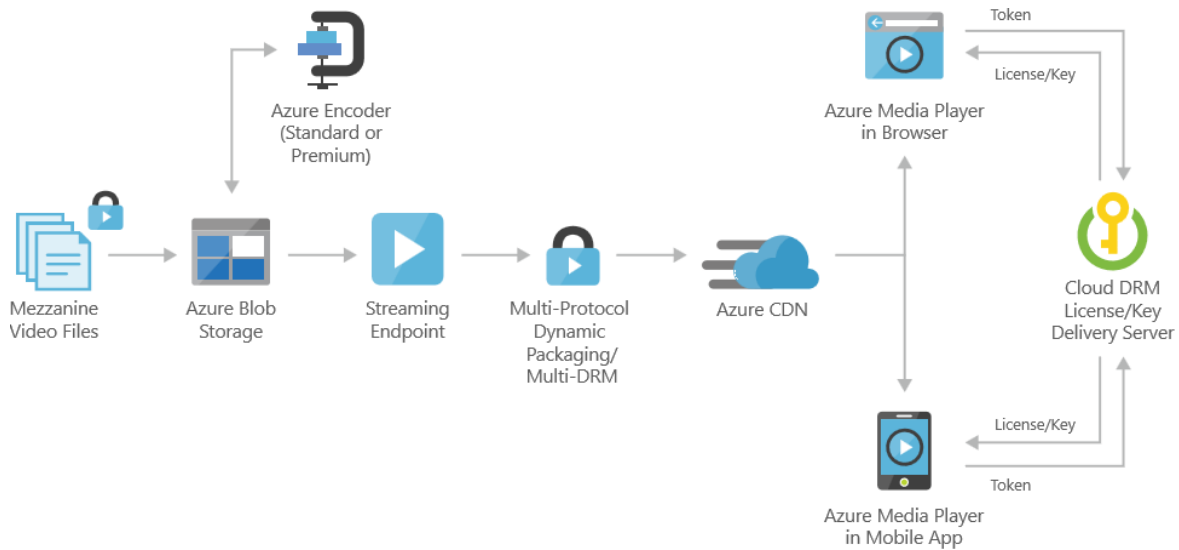 Token
License/Key
Azure Encoder
(Standard or
Premium)
Azure Media Player
in Browser
Mezzanine
Video Files
Azure Blob
Storage
Streaming
Endpoint
Multi-Protocol
Dynamic
Packaging/
Multi-DRM
Azure CDN
Cloud DRM
License/Key
Delivery Server
License/Key
Token
Azure Media Player
in Mobile App